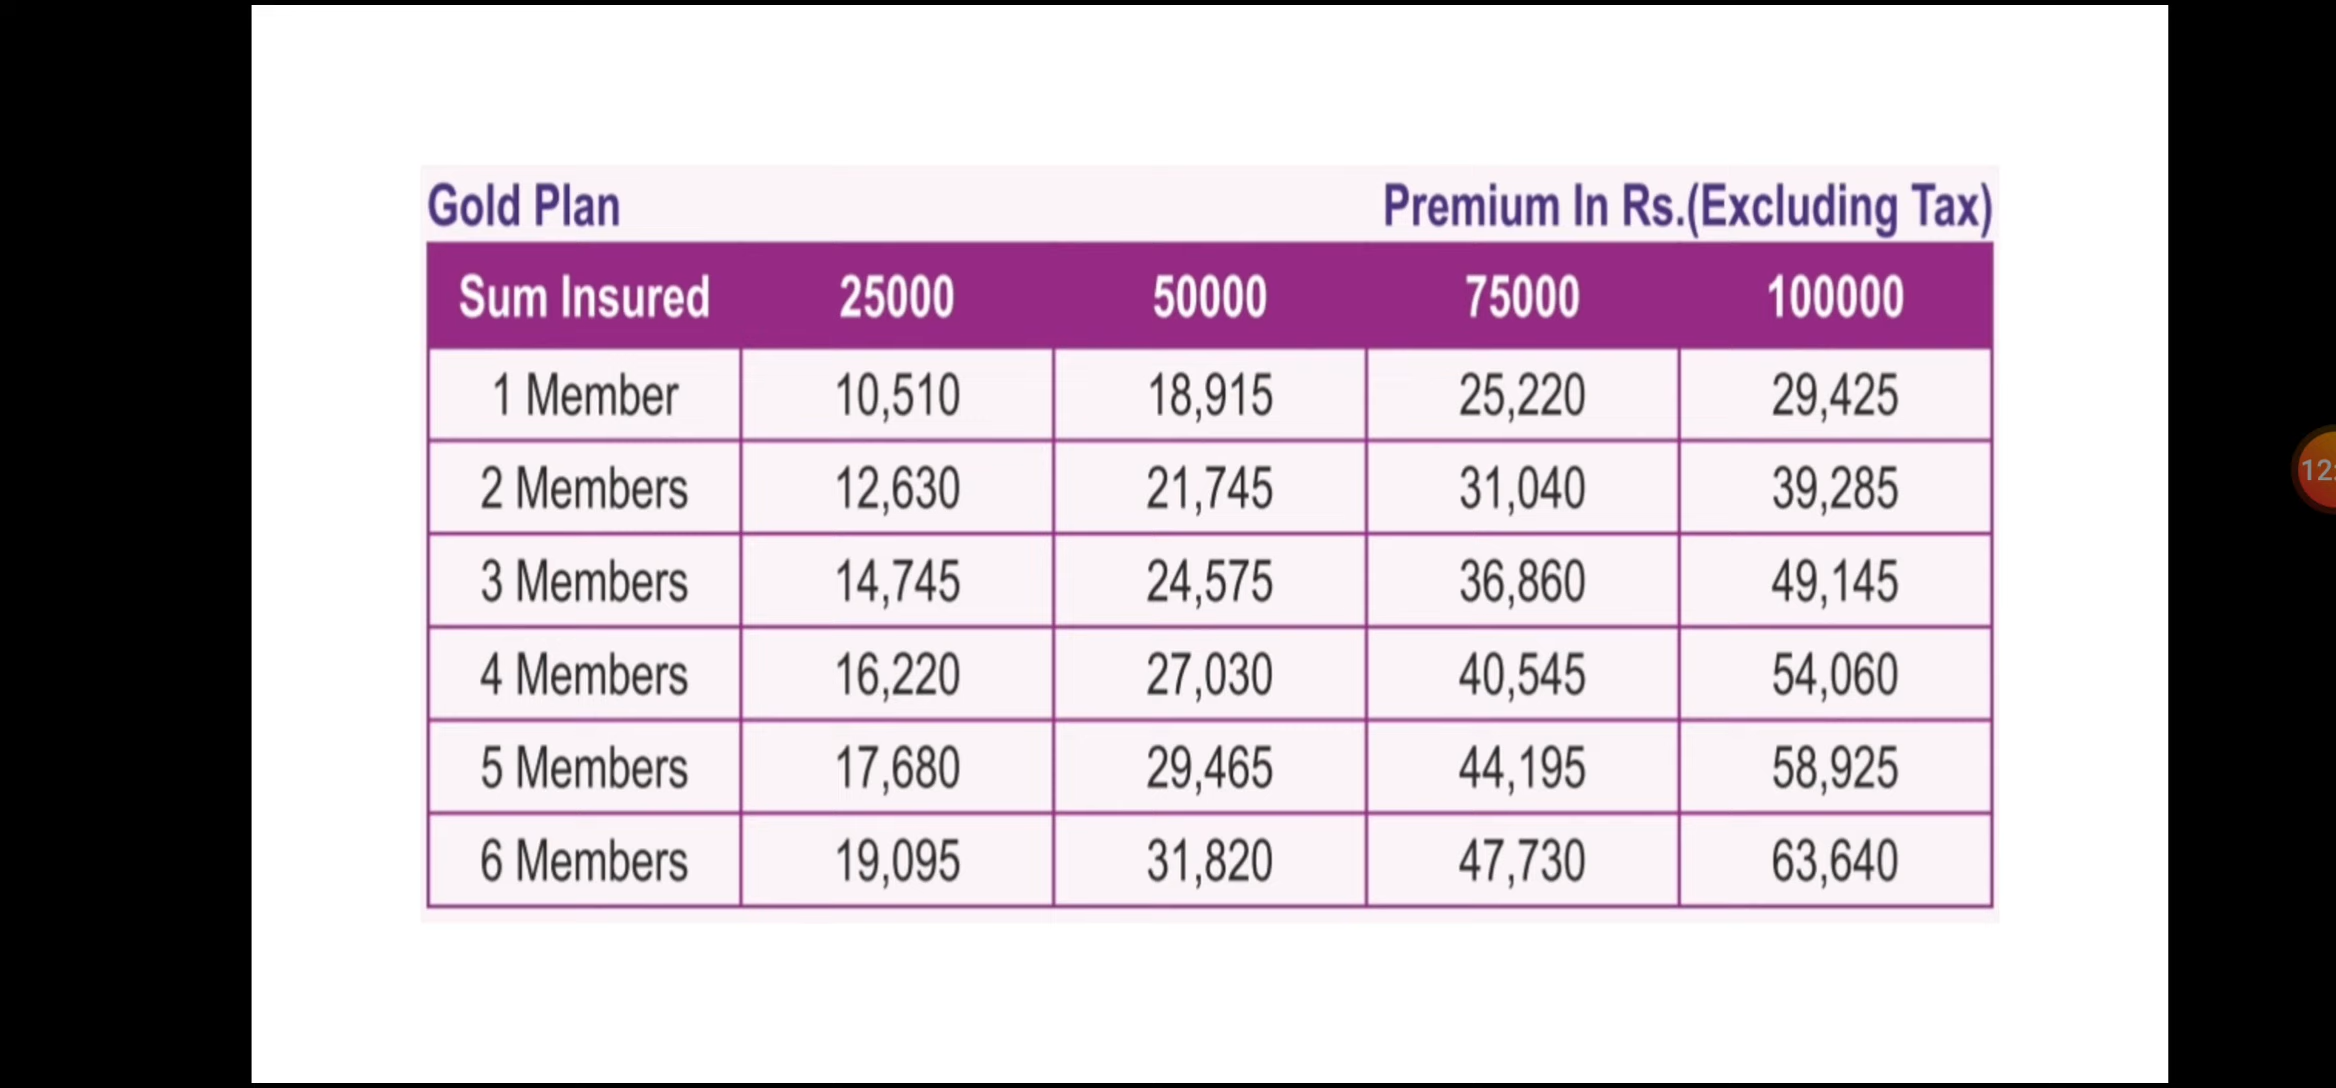 Gold Plan Premium In Rs.(Excluding Tax)
Sum Insured 25000 50000 75000 100000
1 Member 10,510 18,915 25,220 29,425
2 Members 12,630 21,745 31,040 39,285
3 Members 14,745 24,575 36,860 49,145
4 Members 16,220 27,030 40,545 54,060
5 Members 17,680 29,465 44,195 58,925
6 Members 19,095 31,820 47,730 63,640
12: